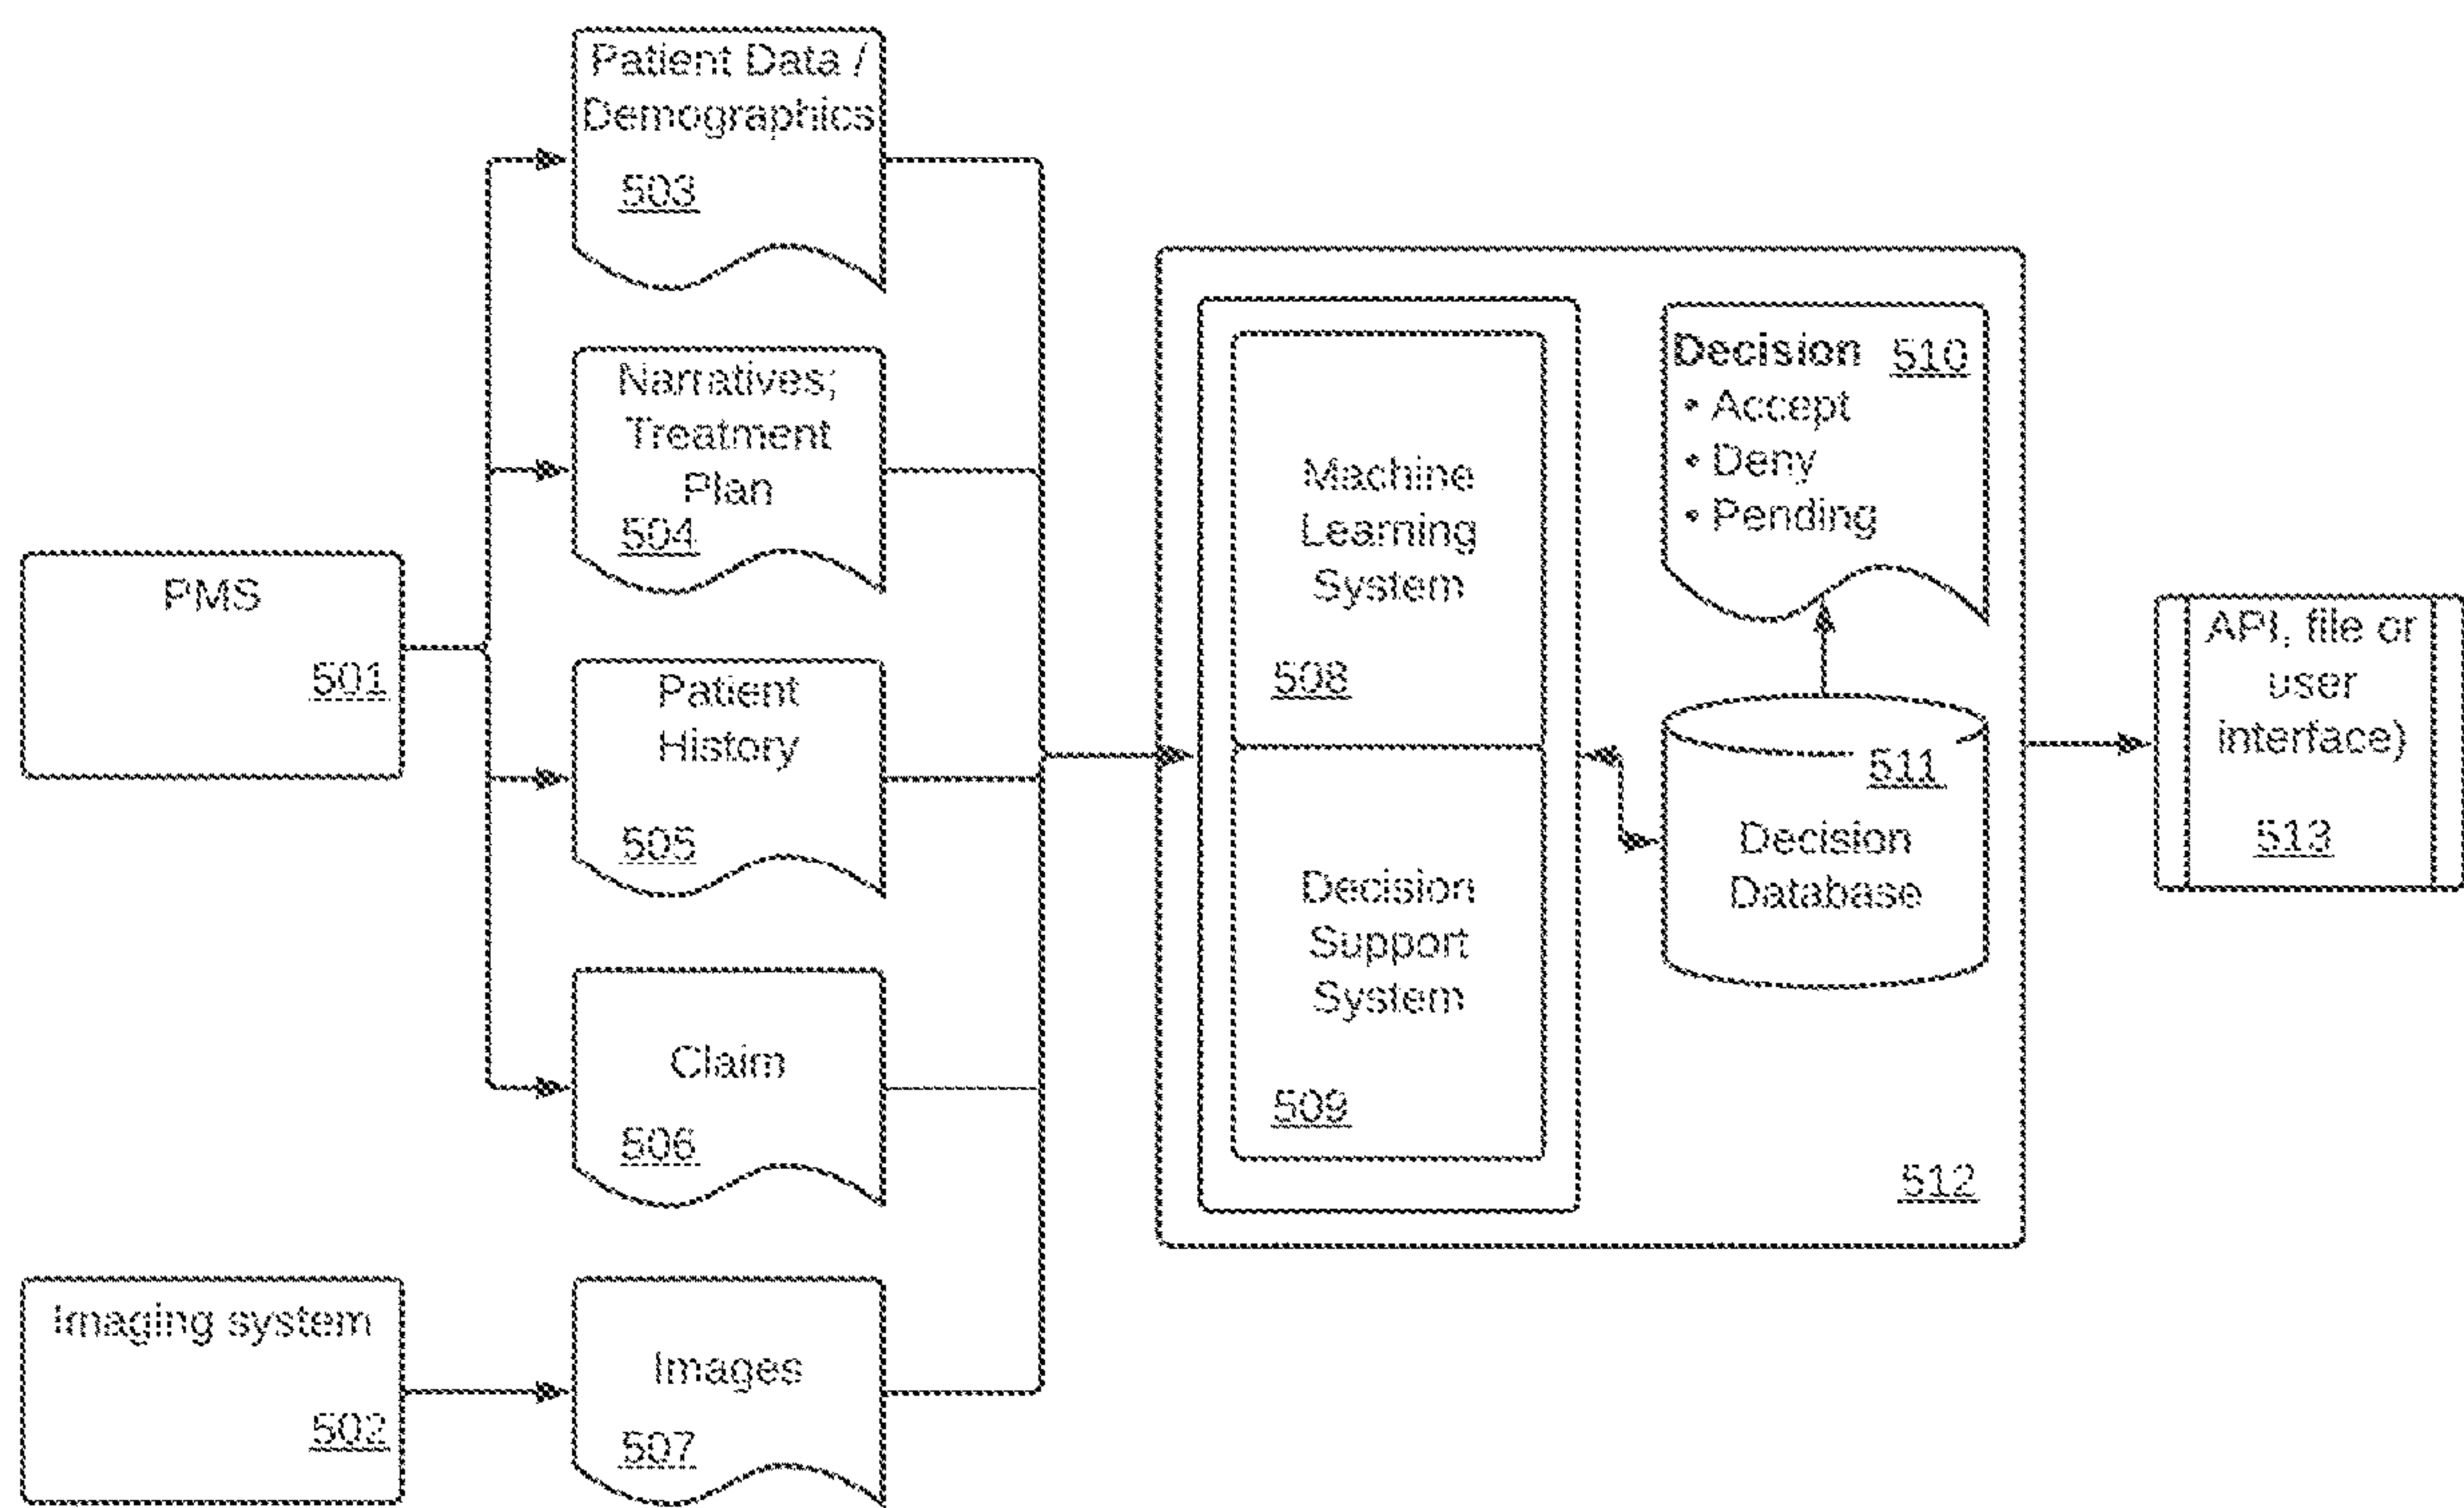 Patient Data /
Demographics
503
Narratives;
Treatment
Plan
504
PMS
501
Patient
History
505
Claim
506
Imaging system
502
Images
507
Machine
Learning
System
508
Decision
Support
System
509
Decision 510
• Accept
• Deny
• Pending
511
Decision
Database
512
API, file or
user
interface)
513